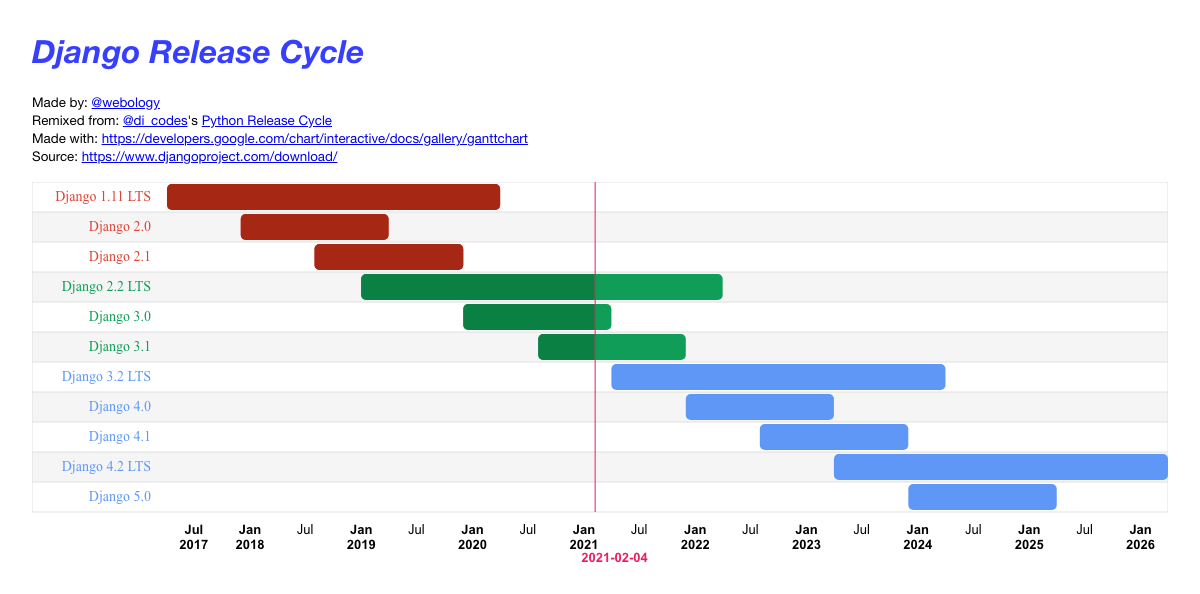 Django Release Cycle
Made by: @webology
Remixed from: @di_codes's Python Release Cycle
Made with: https://developers.google.com/chart/interactive/docs/gallery/ganttchart
Source: https://www.djangoproject.com/download/
Django 1.11 LTS
Django 2.0
Django 2.1
Django 2.2 LTS
Django 3.0
Django 3.1
Django 3.2 LTS
Django 4.0
Django 4.1
Django 4.2 LTS
Django 5.0
Jul Jan Jul Jan Jul Jan Jul Jan Jul Jan Jul Jan Jul Jan Jul Jan Jul Jan
2017 2018 2019 2020 2021 2022 2023 2024 2025 2026
2021-02-04